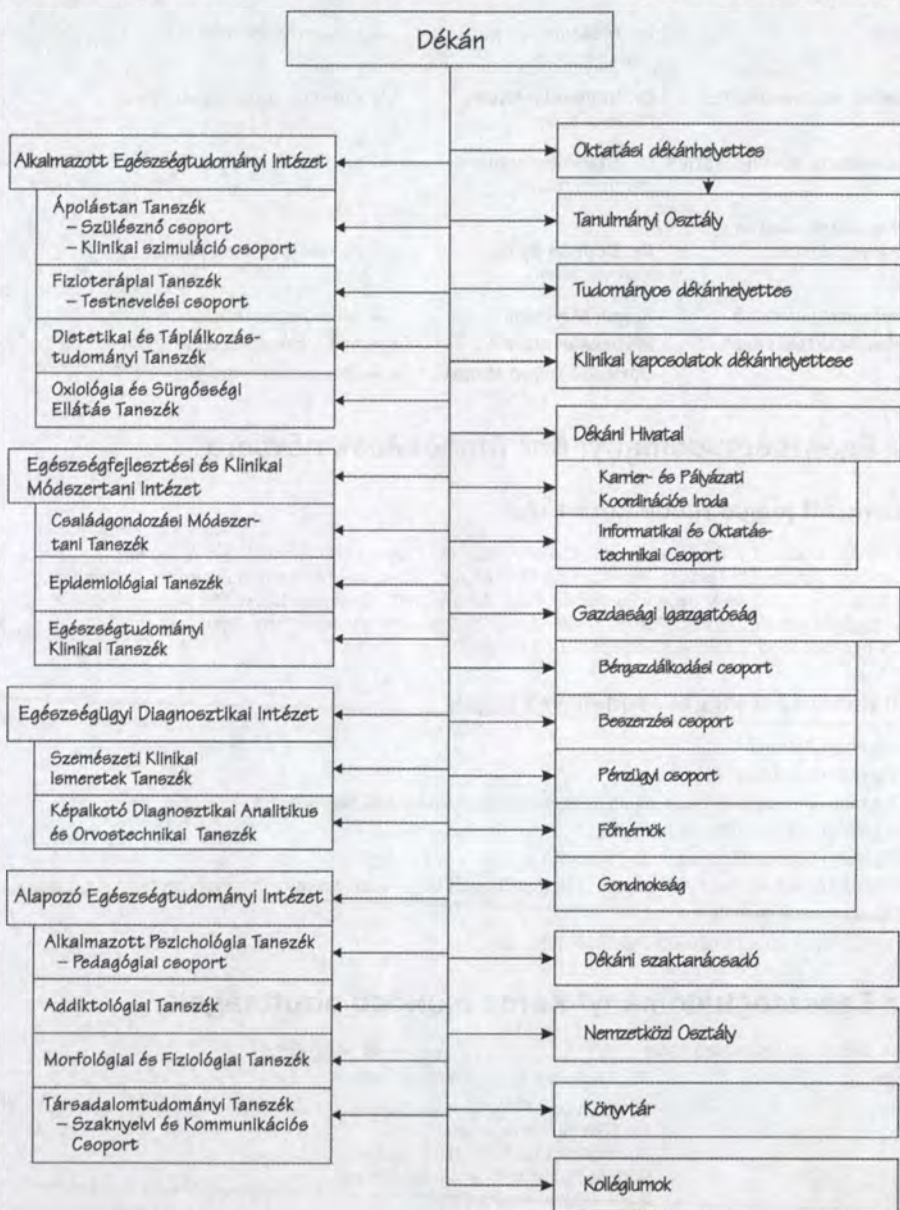 Dékán
Alkalmazott Egészségtudományi Intézet
Ápolástan Tanszék
– Szülésznő csoport
– Klinikai szimuláció csoport
Fizioterápiai Tanszék
– Testnevelési csoport
Dietetikai és Táplálkozás-
tudományi Tanszék
Oxiológia és Sürgősségi
Ellátás Tanszék
Egészségfejlesztési és Klinikai
Módszertani Intézet
Családgondozási Módszer-
tani Tanszék
Epidemiológiai Tanszék
Egészségtudományi
Klinikai Tanszék
Egészségügyi Diagnosztikai Intézet
Szemészeti Klinikai
Ismeretek Tanszék
Képalkotó Diagnosztikai Analitikus
és Orvostechnikai Tanszék
Alapozó Egészségtudományi Intézet
Alkalmazott Pszichológia Tanszék
– Pedagógiai csoport
Addiktológiai Tanszék
Morfológiai és Fiziológiai Tanszék
Társadalomtudományi Tanszék
– Szaknyelvi és Kommunikációs
Csoport
Oktatási dékánhelyettes
Tanulmányi Osztály
Tudományos dékánhelyettes
Klinikai kapcsolatok dékánhelyettese
Dékáni Hivatal
Karrier- és Pályázati
Koordinációs Iroda
Informatikai és Oktatás-
technikai Csoport
Gazdasági Igazgatóság
Bérgazdálkodási csoport
Beszerzési csoport
Pénzügyi csoport
Főmérnök
Gondnokság
Dékáni szaktanácsadó
Nemzetközi Osztály
Könyvtár
Kollégiumok